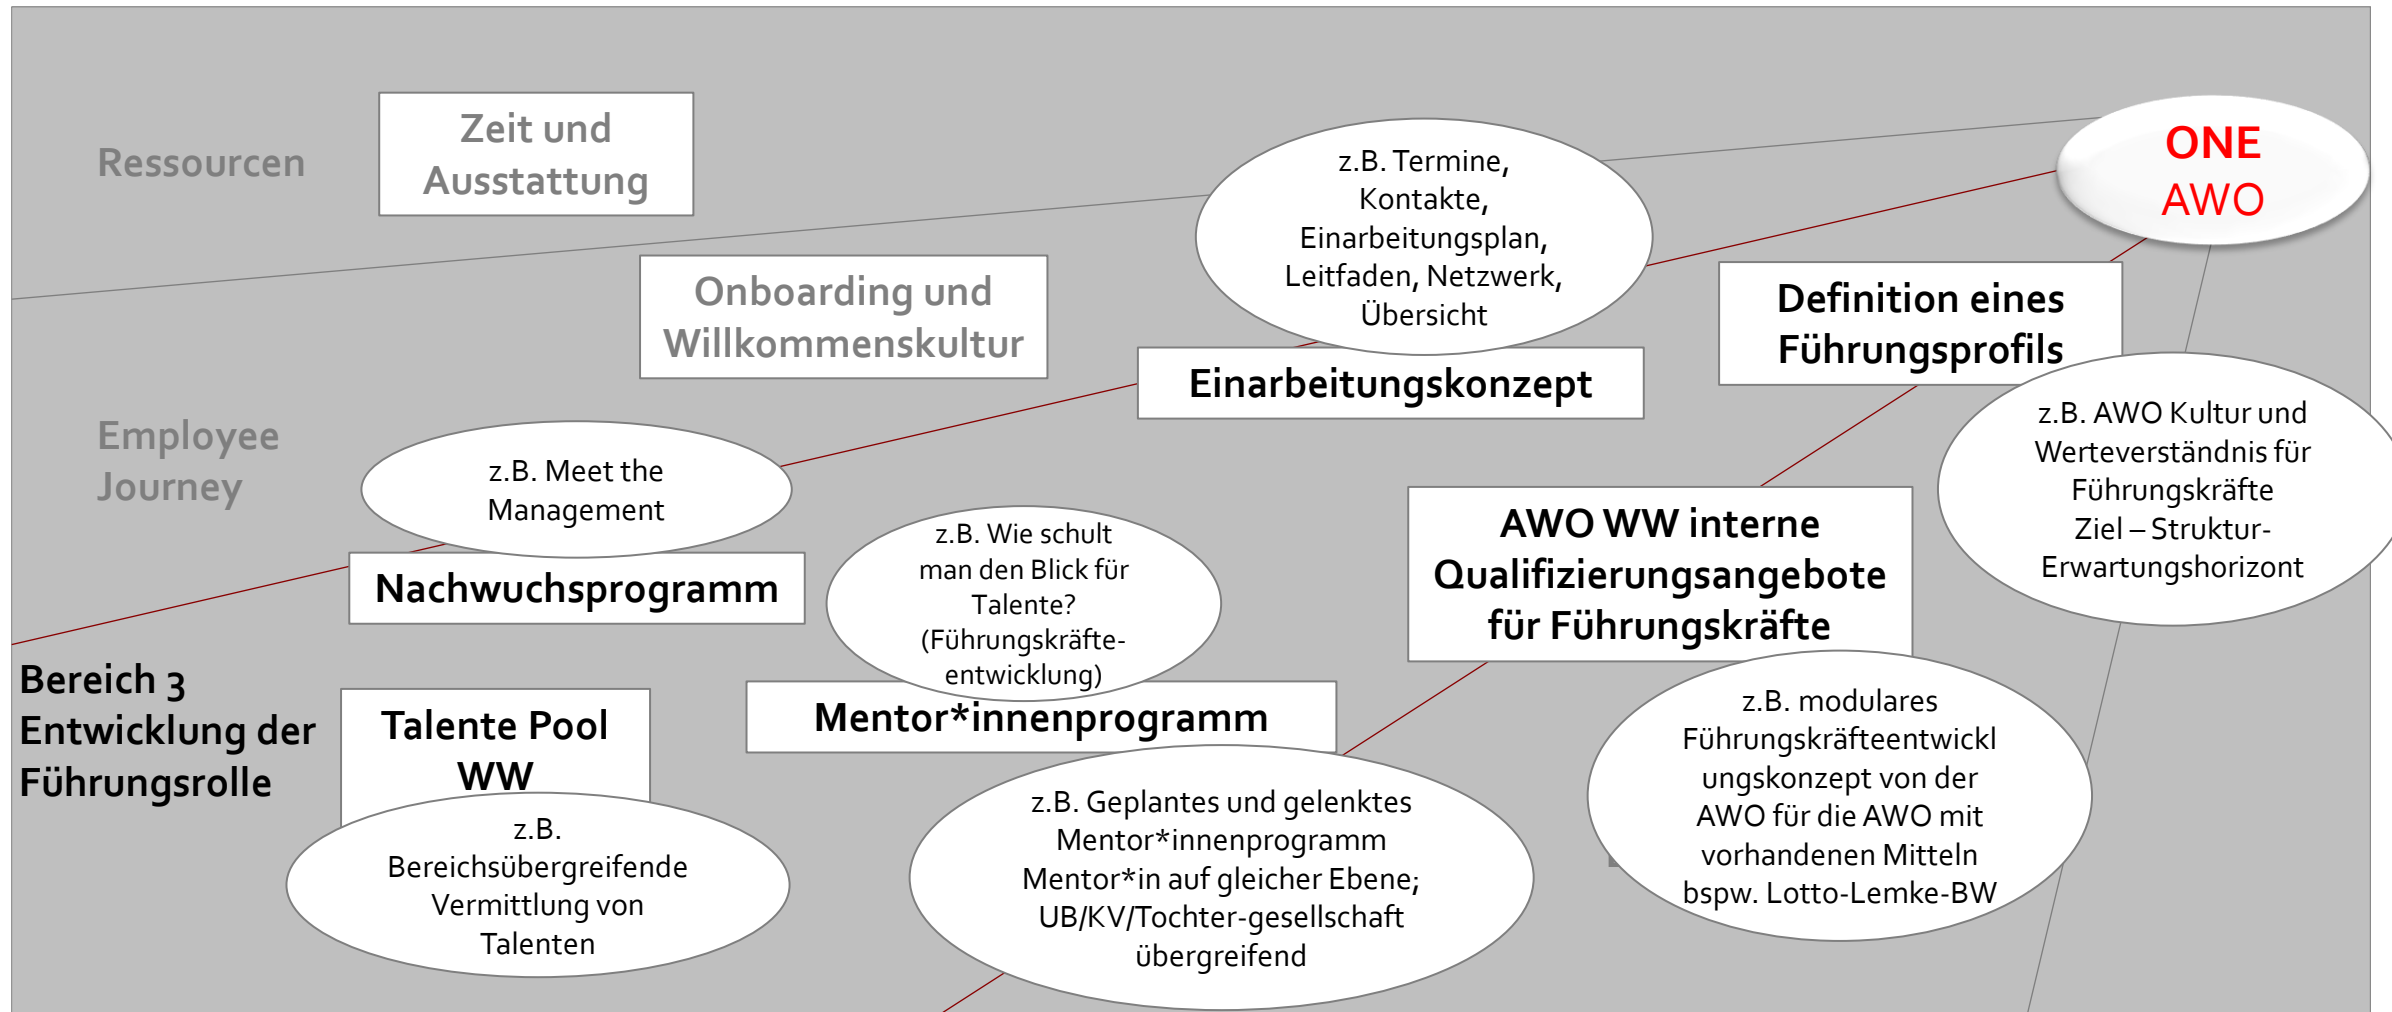 Ressourcen
Zeit und
Ausstattung
z.B. Termine,
Kontakte,
Einarbeitungsplan,
Leitfaden, Netzwerk,
Übersicht
ONE
AWO
Onboarding und
Willkommenskultur
Einarbeitungskonzept
Definition eines
Führungsprofils
z.B. AWO Kultur und
Werteverständnis für
Führungskräfte
Ziel – Struktur-
Erwartungshorizont
Employee
Journey
z.B. Meet the
Management
Nachwuchsprogramm
z.B. Wie schult
man den Blick für
Talente?
(Führungskräfte-
entwicklung)
Mentor*innenprogramm
AWO WW interne
Qualifizierungsangebote
für Führungskräfte
Bereich 3
Entwicklung der
Führungsrolle
Talente Pool
WW
z.B.
Bereichsübergreifende
Vermittlung von
Talenten
z.B. Geplantes und gelenktes
Mentor*innenprogramm
Mentor*in auf gleicher Ebene;
UB/KV/Tochter-gesellschaft
übergreifend
z.B. modulares
Führungskräfteentwickl
ungskonzept von der
AWO für die AWO mit
vorhandenen Mitteln
bspw. Lotto-Lemke-BW